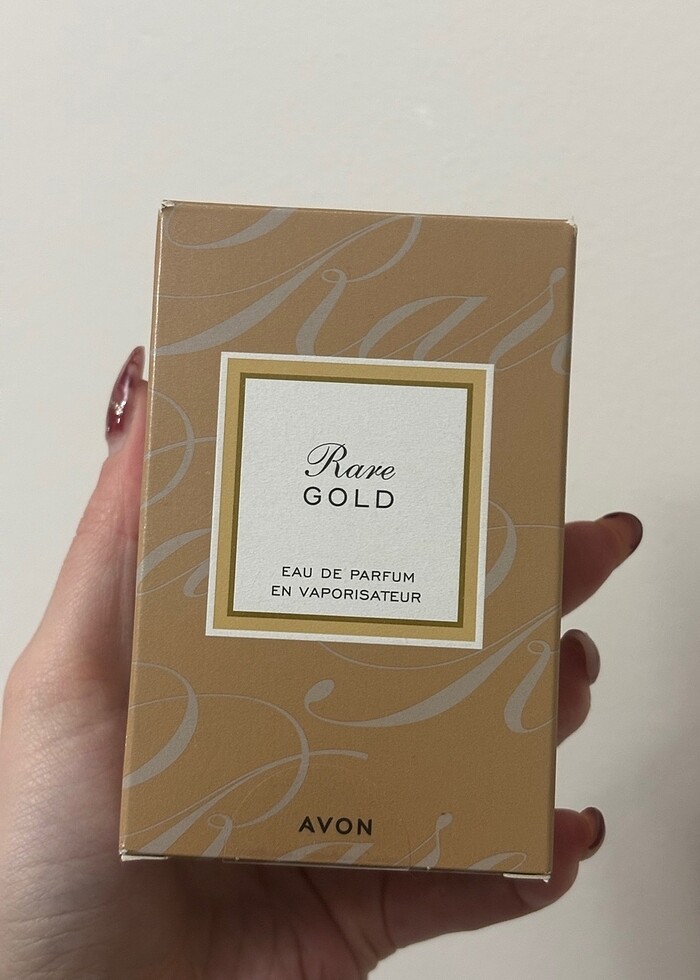 Rare
GOLD
EAU DE PARFUM
EN VAPORISATEUR
AVON